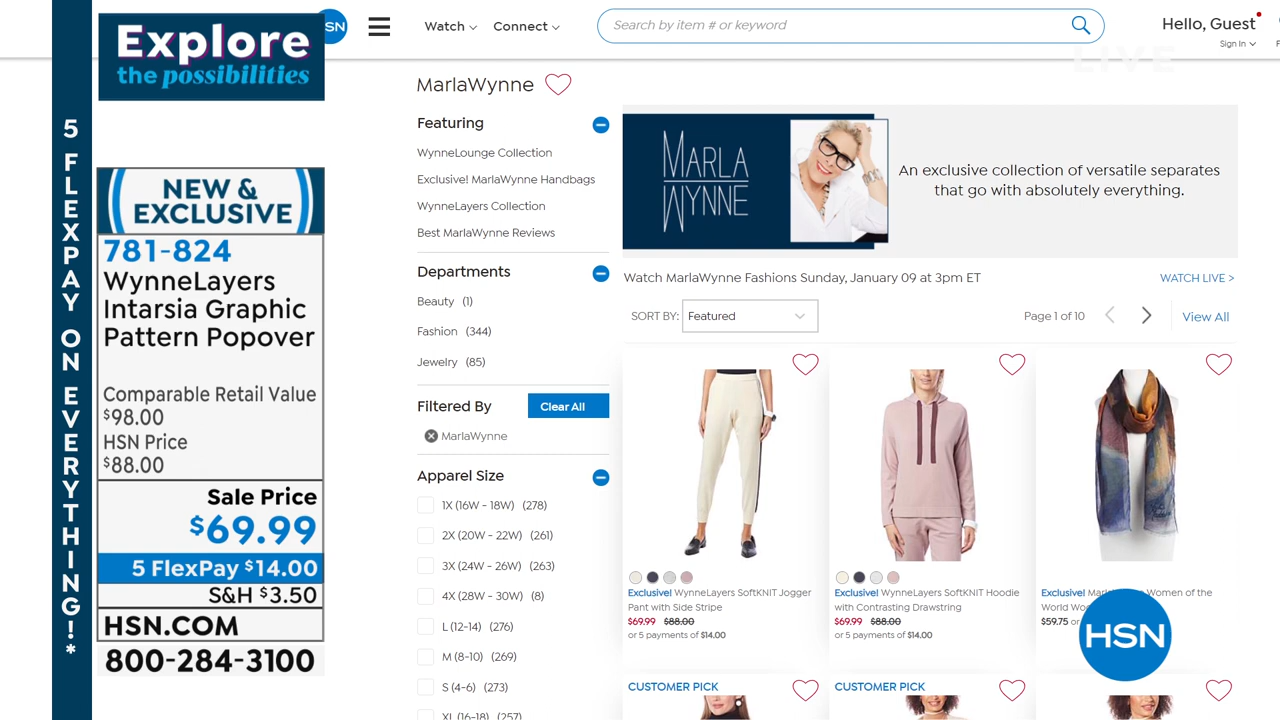 Explore
the possibilities
5 FLEXPAY ON EVERYTHING!*
NEW &
EXCLUSIVE
781-824
WynneLayers
Intarsia Graphic
Pattern Popover
Comparable Retail Value
$98.00
HSN Price
$88.00
Sale Price
$69.99
5 FlexPay $14.00
S&H $3.50
HSN.COM
800-284-3100
SN
Watch
Connect
Search by item # or keyword
Hello, Guest
Sign In
LIVE
MarlaWynne
Featuring
WynneLounge Collection
Exclusive! MarlaWynne Handbags
WynneLayers Collection
Best MarlaWynne Reviews
Departments
Beauty (1)
Fashion (344)
Jewelry (85)
Filtered By
Clear All
MarlaWynne
Apparel Size
1X (16W - 18W) (278)
2X (20W - 22W) (261)
3X (24W - 26W) (263)
4X (28W - 30W) (8)
L (12-14) (276)
M (8-10) (269)
S (4-6) (273)
XL (16-18) (257)
MARLA
WYNNE
An exclusive collection of versatile separates
that go with absolutely everything.
Watch MarlaWynne Fashions Sunday, January 09 at 3pm ET
WATCH LIVE >
SORT BY: Featured
Page 1 of 10
View All
Exclusive! WynneLayers SoftKNIT Jogger
Pant with Side Stripe
$69.99 $88.00
or 5 payments of $14.00
Exclusive! WynneLayers SoftKNIT Hoodie
with Contrasting Drawstring
$69.99 $88.00
or 5 payments of $14.00
Exclusive! Women of the
World
$59.75 or
HSN
CUSTOMER PICK
CUSTOMER PICK